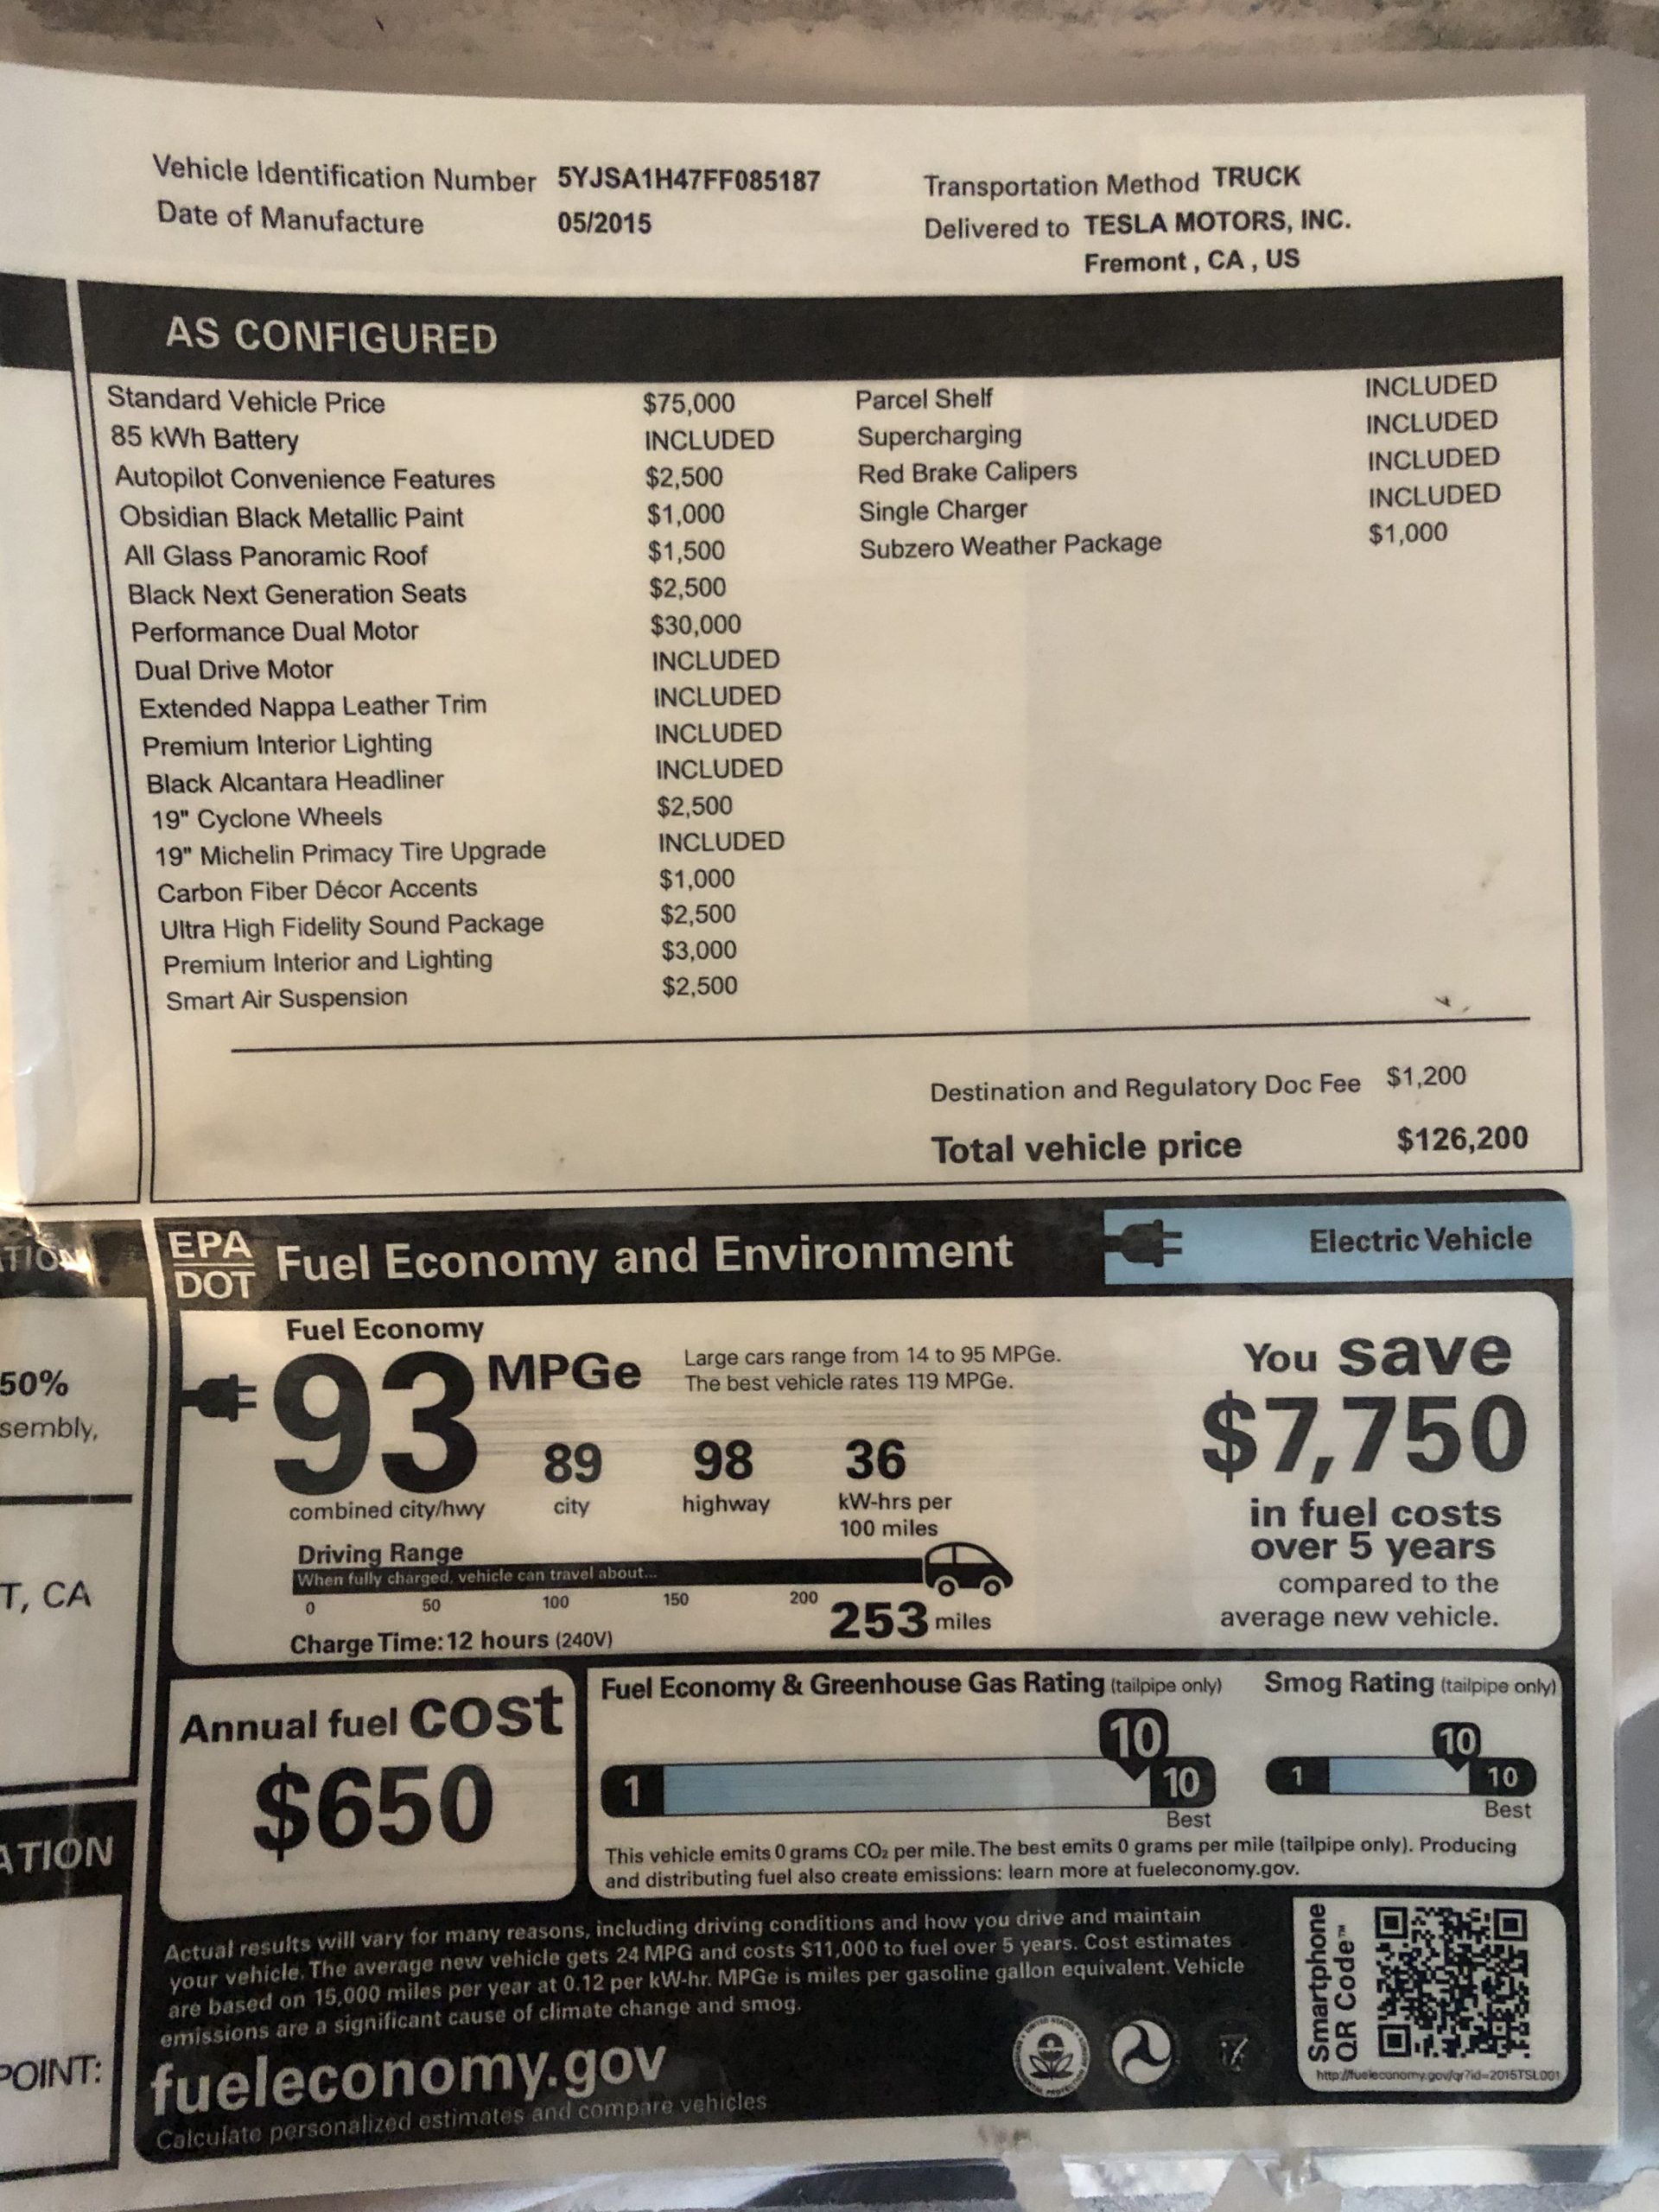 Vehicle Identification Number 5YJSA1H47FF085187
Date of Manufacture 05/2015
Transportation Method TRUCK
Delivered to TESLA MOTORS, INC.
Fremont , CA , US
AS CONFIGURED
Standard Vehicle Price $75,000
85 kWh Battery INCLUDED
Autopilot Convenience Features $2,500
Obsidian Black Metallic Paint $1,000
All Glass Panoramic Roof $1,500
Black Next Generation Seats $2,500
Performance Dual Motor $30,000
Dual Drive Motor INCLUDED
Extended Nappa Leather Trim INCLUDED
Premium Interior Lighting INCLUDED
Black Alcantara Headliner INCLUDED
19" Cyclone Wheels $2,500
19" Michelin Primacy Tire Upgrade INCLUDED
Carbon Fiber Décor Accents $1,000
Ultra High Fidelity Sound Package $2,500
Premium Interior and Lighting $3,000
Smart Air Suspension $2,500
Parcel Shelf INCLUDED
Supercharging INCLUDED
Red Brake Calipers INCLUDED
Single Charger INCLUDED
Subzero Weather Package $1,000
Destination and Regulatory Doc Fee $1,200
Total vehicle price $126,200
ATION
50%
sembly,
T, CA
ATION
POINT:
EPA
DOT
Fuel Economy and Environment
Electric Vehicle
Fuel Economy
93 MPGe
combined city/hwy
Large cars range from 14 to 95 MPGe.
The best vehicle rates 119 MPGe.
89
city
98
highway
36
kW-hrs per
100 miles
Driving Range
When fully charged, vehicle can travel about...
0 50 100 150 200
253 miles
Charge Time: 12 hours (240V)
You save
$7,750
in fuel costs
over 5 years
compared to the
average new vehicle.
Annual fuel cost
$650
Fuel Economy & Greenhouse Gas Rating (tailpipe only)
10
1 10
Best
Smog Rating (tailpipe only)
10
1 10
Best
This vehicle emits 0 grams CO₂ per mile. The best emits 0 grams per mile (tailpipe only). Producing
and distributing fuel also create emissions: learn more at fueleconomy.gov.
Actual results will vary for many reasons, including driving conditions and how you drive and maintain
your vehicle. The average new vehicle gets 24 MPG and costs $11,000 to fuel over 5 years. Cost estimates
are based on 15,000 miles per year at 0.12 per kW-hr. MPGe is miles per gasoline gallon equivalent. Vehicle
emissions are a significant cause of climate change and smog.
fueleconomy.gov
Calculate personalized estimates and compare vehicles
Smartphone
QR Code™
http://fueleconomy.gov/qr?id=2015TSL001